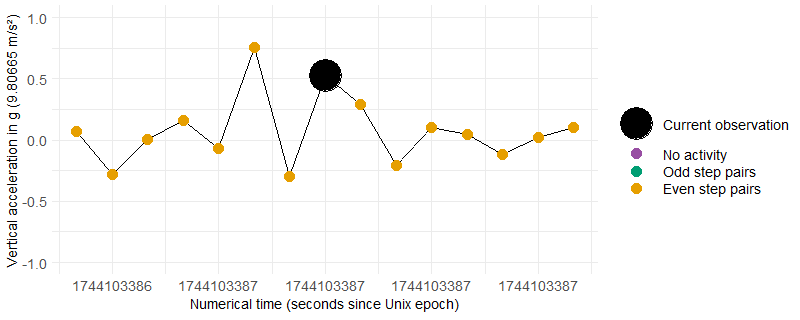 Vertical acceleration in g (9.80665 m/s²)
1.0
0.5
0.0
-0.5
-1.0
1744103386 1744103387 1744103387 1744103387 1744103387
Numerical time (seconds since Unix epoch)
Current observation
No activity
Odd step pairs
Even step pairs